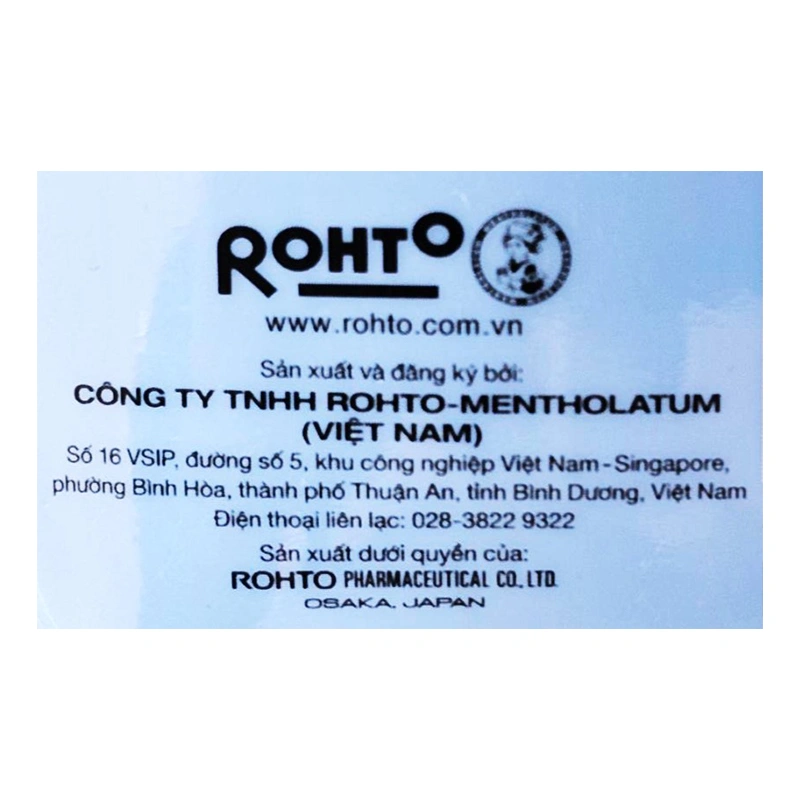 ROHTO
www.rohto.com.vn
Sản xuất và đăng ký bởi:
CÔNG TY TNHH ROHTO-MENTHOLATUM
(VIỆT NAM)
Số 16 VSIP, đường số 5, khu công nghiệp Việt Nam - Singapore,
phường Bình Hòa, thành phố Thuận An, tỉnh Bình Dương, Việt Nam
Điện thoại liên lạc: 028-3822 9322
Sản xuất dưới quyền của:
ROHTO PHARMACEUTICAL CO., LTD.
OSAKA, JAPAN